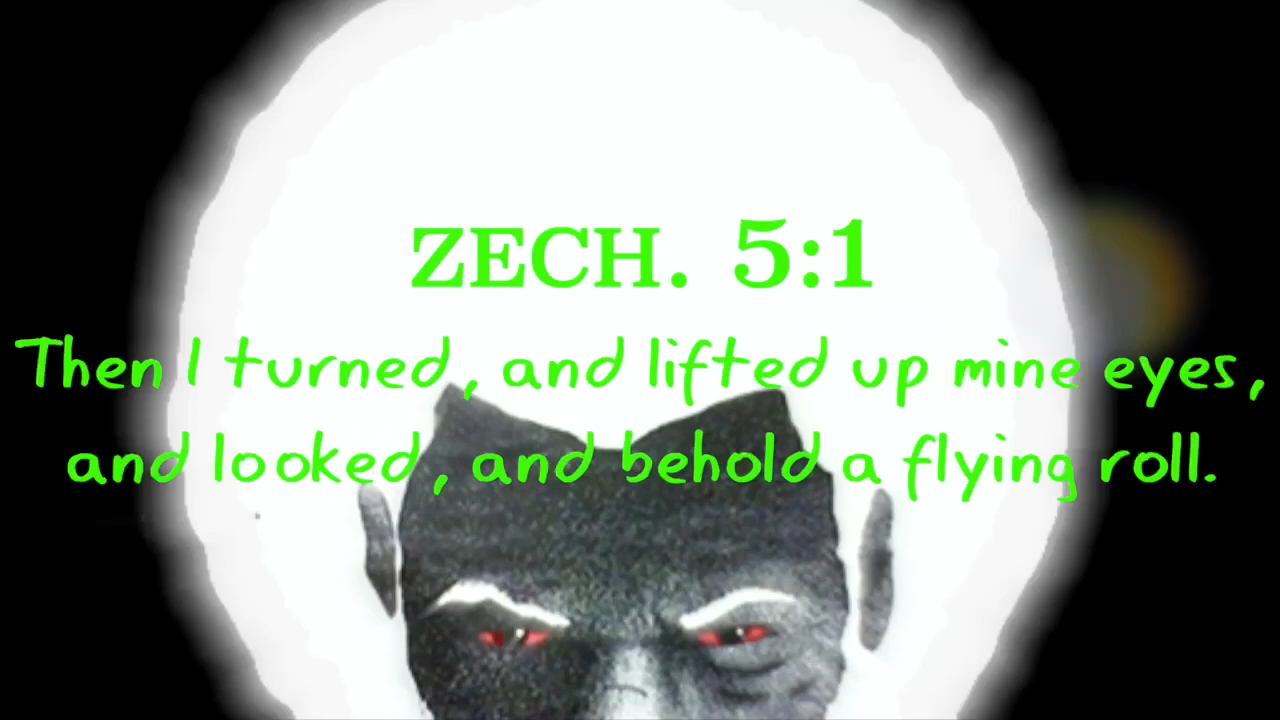 ZECH. 5:1
Then I turned, and lifted up mine eyes,
and looked, and behold a flying roll.